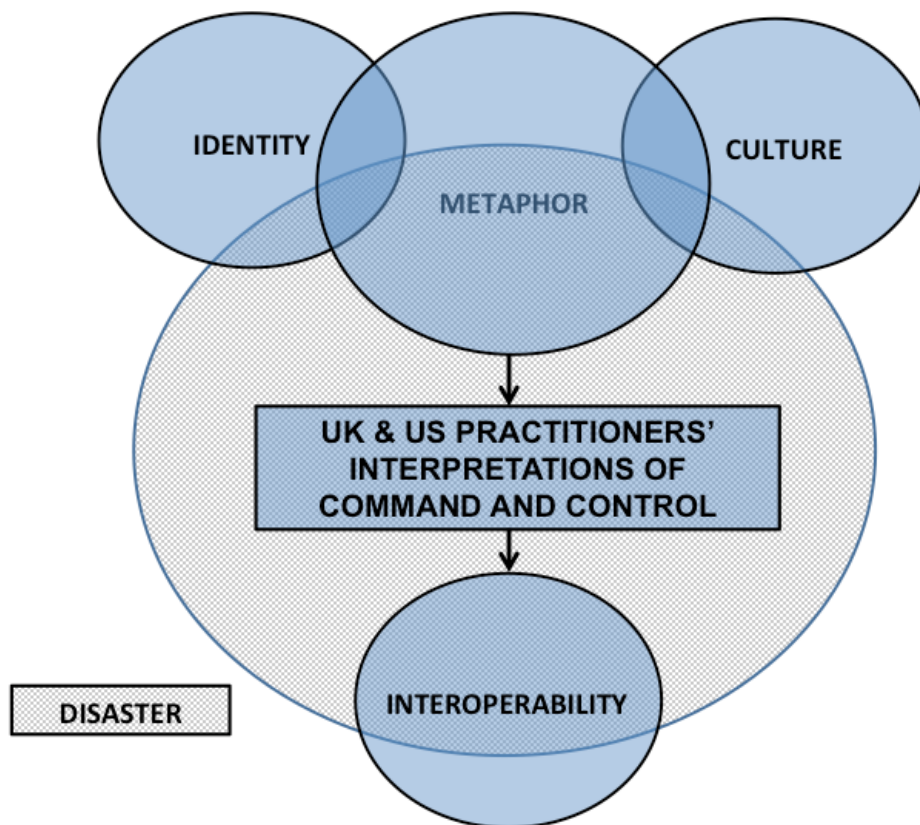 IDENTITY
CULTURE
METAPHOR
UK & US PRACTITIONERS’
INTERPRETATIONS OF
COMMAND AND CONTROL
INTEROPERABILITY
DISASTER